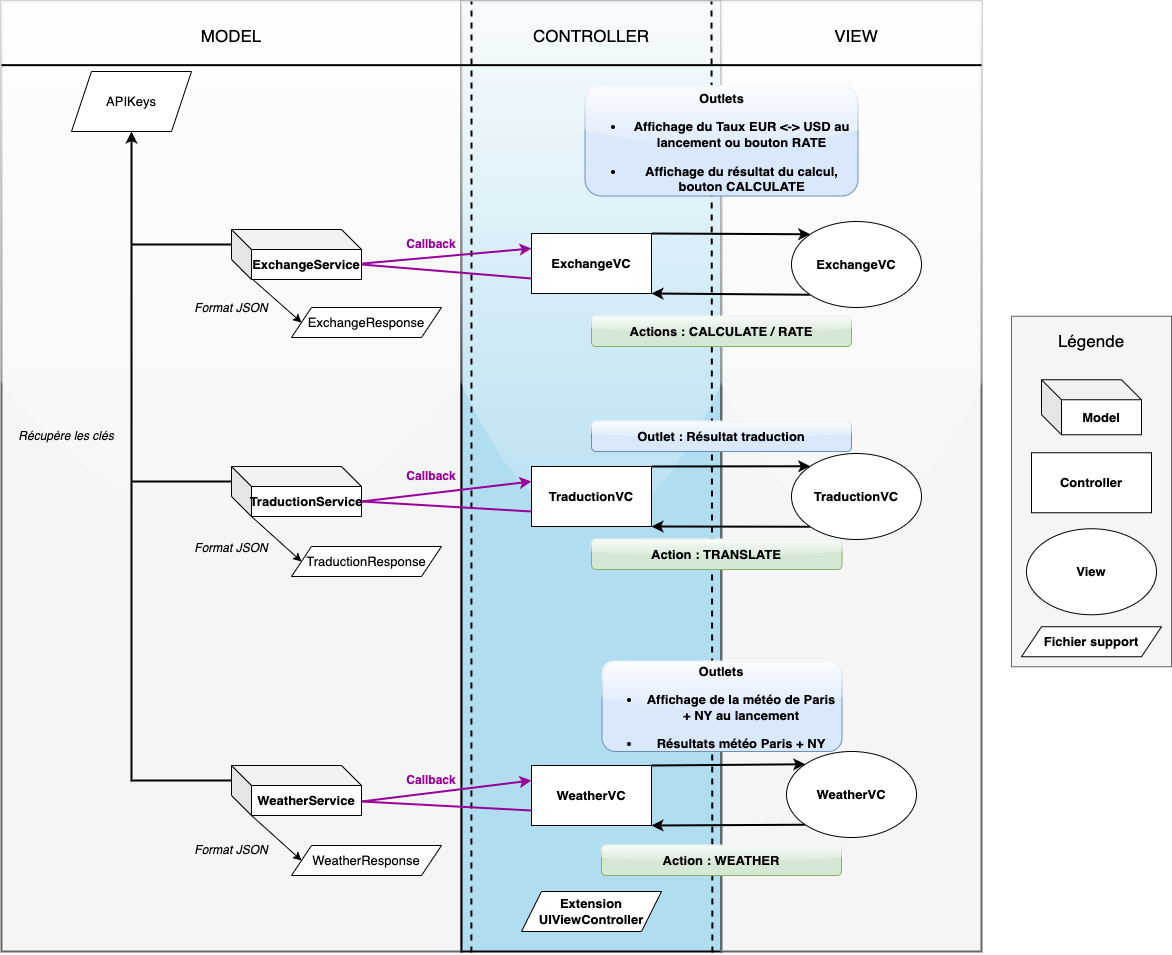 MODEL
CONTROLLER
VIEW
APIKeys
Outlets
• Affichage du Taux EUR <-> USD au
lancement ou bouton RATE
• Affichage du résultat du calcul,
bouton CALCULATE
Callback
ExchangeService
ExchangeVC
ExchangeVC
Format JSON
ExchangeResponse
Actions : CALCULATE / RATE
Récupère les clés
Outlet : Résultat traduction
Callback
TraductionService
TraductionVC
TraductionVC
Format JSON
TraductionResponse
Action : TRANSLATE
Outlets
• Affichage de la météo de Paris
+ NY au lancement
• Résultats météo Paris + NY
Callback
WeatherService
WeatherVC
WeatherVC
Format JSON
WeatherResponse
Action : WEATHER
Extension
UIViewController
Légende
Model
Controller
View
Fichier support